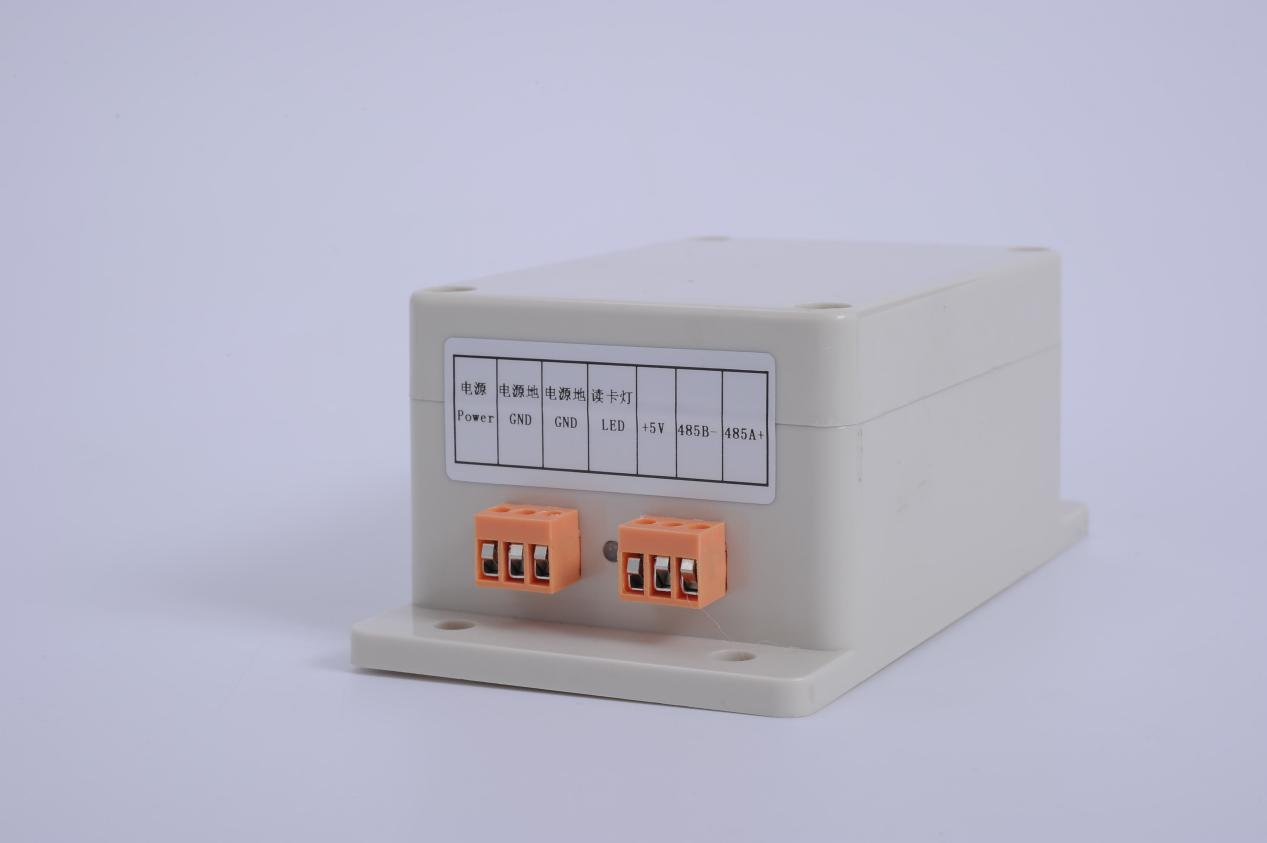 电源
Power
电源地
GND
电源地
GND
读卡灯
LED
+5V
485B-
485A+